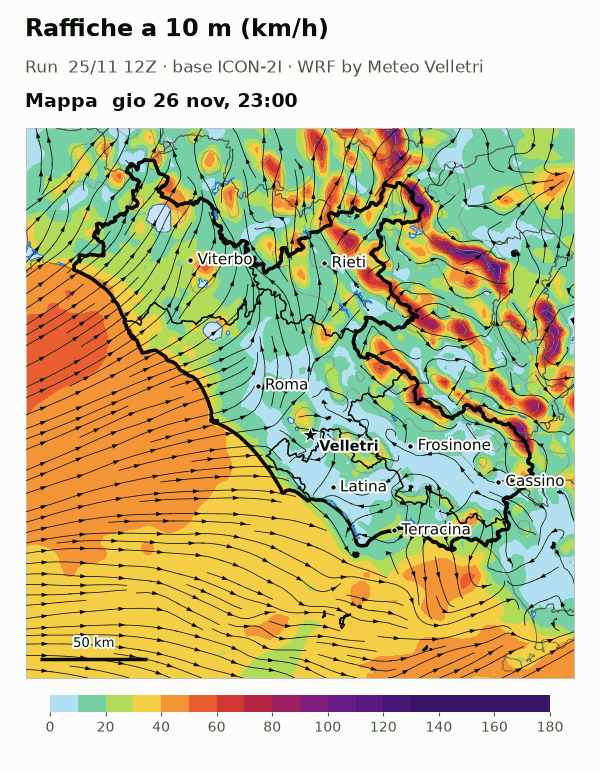 Raffiche a 10 m (km/h)
Run  25/11 12Z · base ICON-2I · WRF by Meteo Velletri
Mappa  gio 26 nov, 23:00
Viterbo
Rieti
Roma
Velletri
Frosinone
Cassino
Latina
Terracina
50 km
0 20 40 60 80 100 120 140 160 180